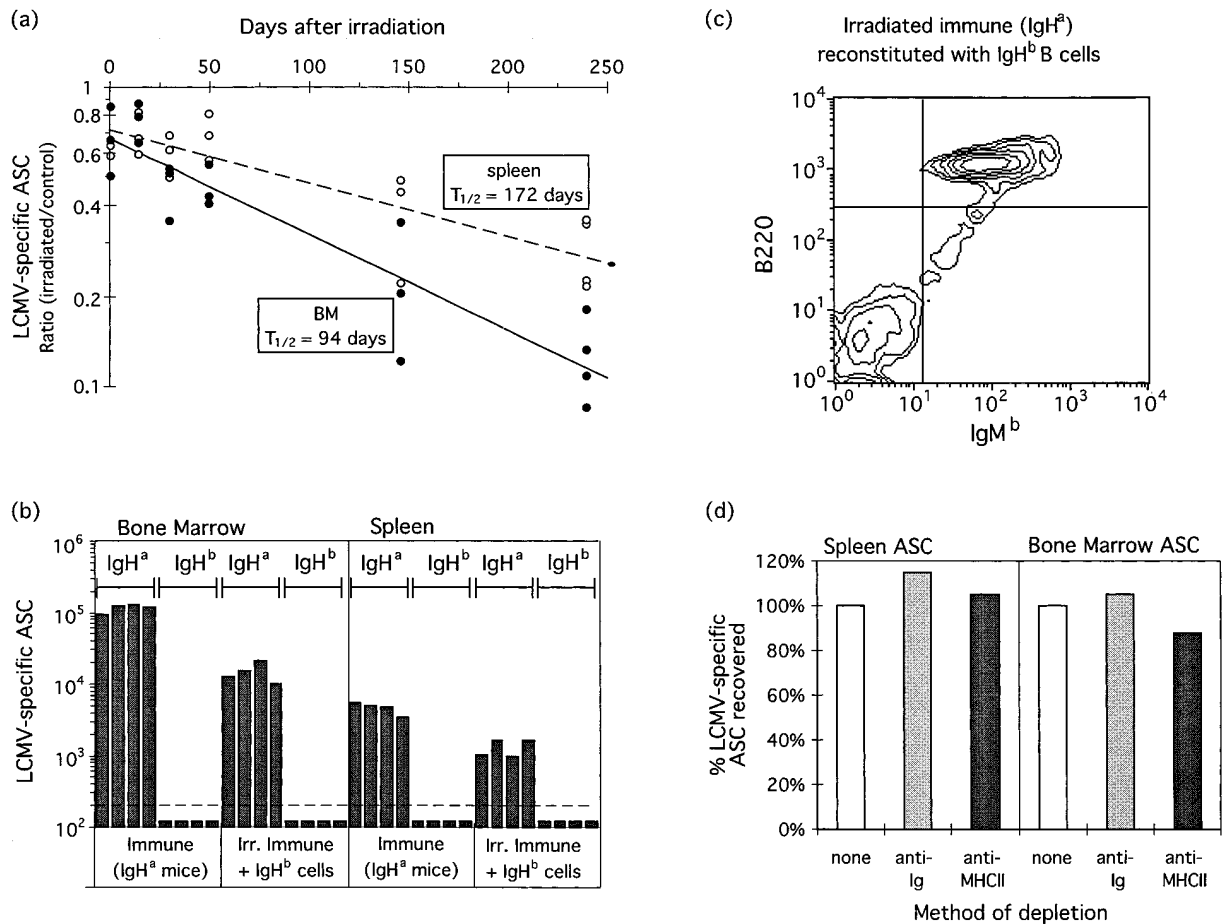 (a)
Days after irradiation
0 50 100 150 200 250
1
0.8
0.6
0.4
0.2
0.1
LCMV-specific ASC
Ratio (irradiated/control)
spleen
T1/2 = 172 days
BM
T1/2 = 94 days
(c)
Irradiated immune (IgHa)
reconstituted with IgHb B cells
10^4
10^3
10^2
10^1
10^0
B220
10^0 10^1 10^2 10^3 10^4
IgM b
(b)
Bone Marrow Spleen
IgHa IgHb IgHa IgHb IgHa IgHb IgHa IgHb
10^6
10^5
10^4
10^3
10^2
LCMV-specific ASC
Immune
(IgHa mice)
Irr. Immune
+ IgHb cells
Immune
(IgHa mice)
Irr. Immune
+ IgHb cells
(d)
120%
100%
80%
60%
40%
20%
0%
% LCMV-specific
ASC recovered
Spleen ASC Bone Marrow ASC
none anti-Ig anti-MHCII none anti-Ig anti-MHCII
Method of depletion